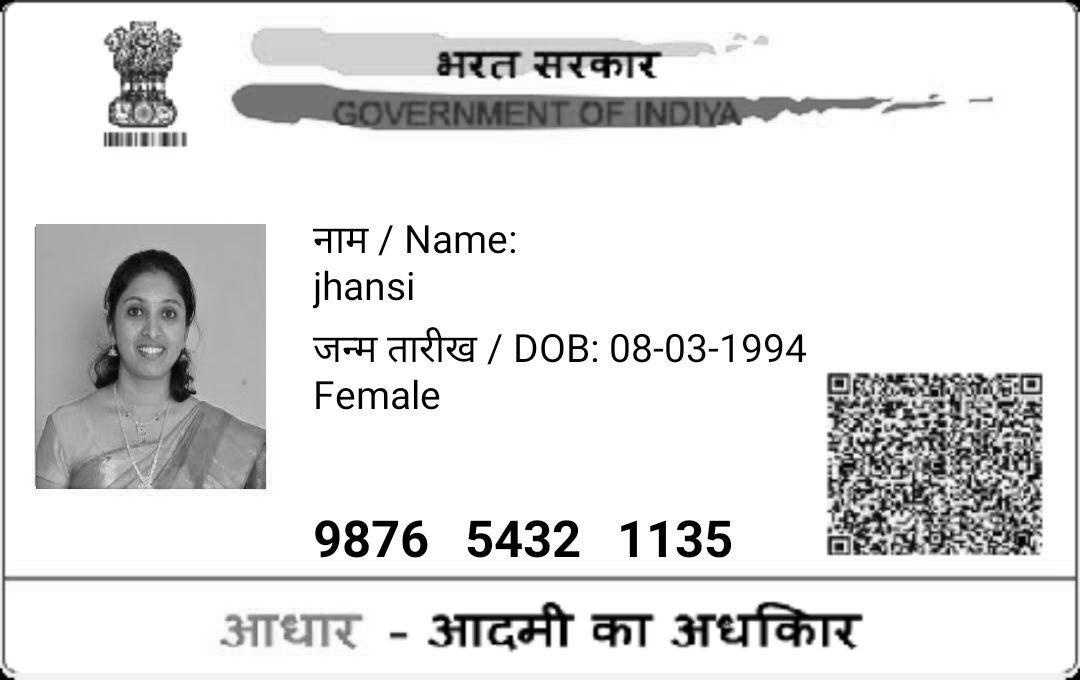 भरत सरकार
GOVERNMENT OF INDIYA
नाम / Name:
jhansi
जन्म तारीख / DOB: 08-03-1994
Female
9876 5432 1135
आधार - आदमी का अधकिार